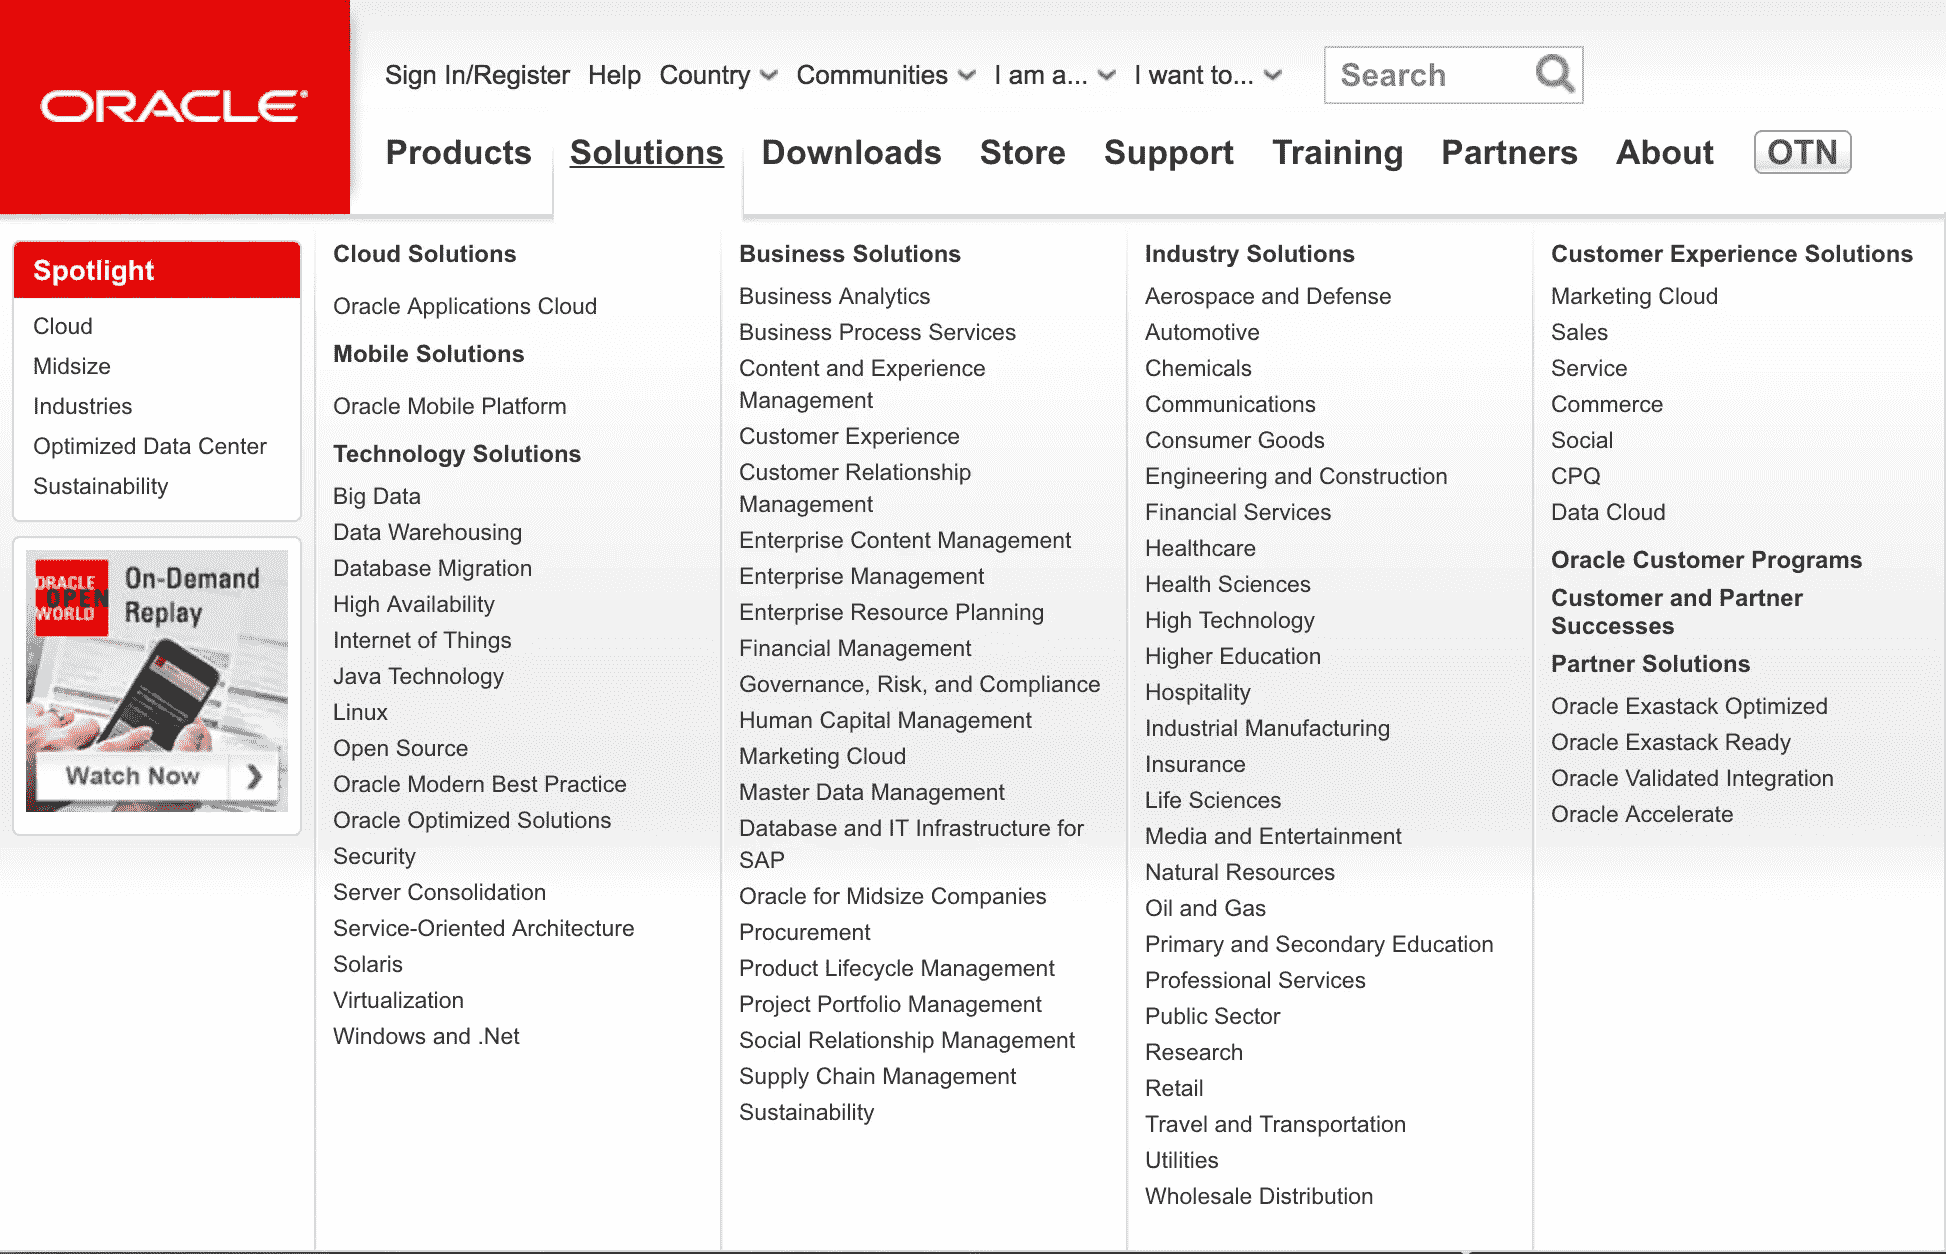 ORACLE
Sign In/Register Help Country Communities I am a... I want to... Search
Products Solutions Downloads Store Support Training Partners About OTN
Spotlight
Cloud
Midsize
Industries
Optimized Data Center
Sustainability
ORACLE
OPEN
WORLD
On-Demand
Replay
Watch Now
Cloud Solutions
Oracle Applications Cloud
Mobile Solutions
Oracle Mobile Platform
Technology Solutions
Big Data
Data Warehousing
Database Migration
High Availability
Internet of Things
Java Technology
Linux
Open Source
Oracle Modern Best Practice
Oracle Optimized Solutions
Security
Server Consolidation
Service-Oriented Architecture
Solaris
Virtualization
Windows and .Net
Business Solutions
Business Analytics
Business Process Services
Content and Experience
Management
Customer Experience
Customer Relationship
Management
Enterprise Content Management
Enterprise Management
Enterprise Resource Planning
Financial Management
Governance, Risk, and Compliance
Human Capital Management
Marketing Cloud
Master Data Management
Database and IT Infrastructure for
SAP
Oracle for Midsize Companies
Procurement
Product Lifecycle Management
Project Portfolio Management
Social Relationship Management
Supply Chain Management
Sustainability
Industry Solutions
Aerospace and Defense
Automotive
Chemicals
Communications
Consumer Goods
Engineering and Construction
Financial Services
Healthcare
Health Sciences
High Technology
Higher Education
Hospitality
Industrial Manufacturing
Insurance
Life Sciences
Media and Entertainment
Natural Resources
Oil and Gas
Primary and Secondary Education
Professional Services
Public Sector
Research
Retail
Travel and Transportation
Utilities
Wholesale Distribution
Customer Experience Solutions
Marketing Cloud
Sales
Service
Commerce
Social
CPQ
Data Cloud
Oracle Customer Programs
Customer and Partner
Successes
Partner Solutions
Oracle Exastack Optimized
Oracle Exastack Ready
Oracle Validated Integration
Oracle Accelerate